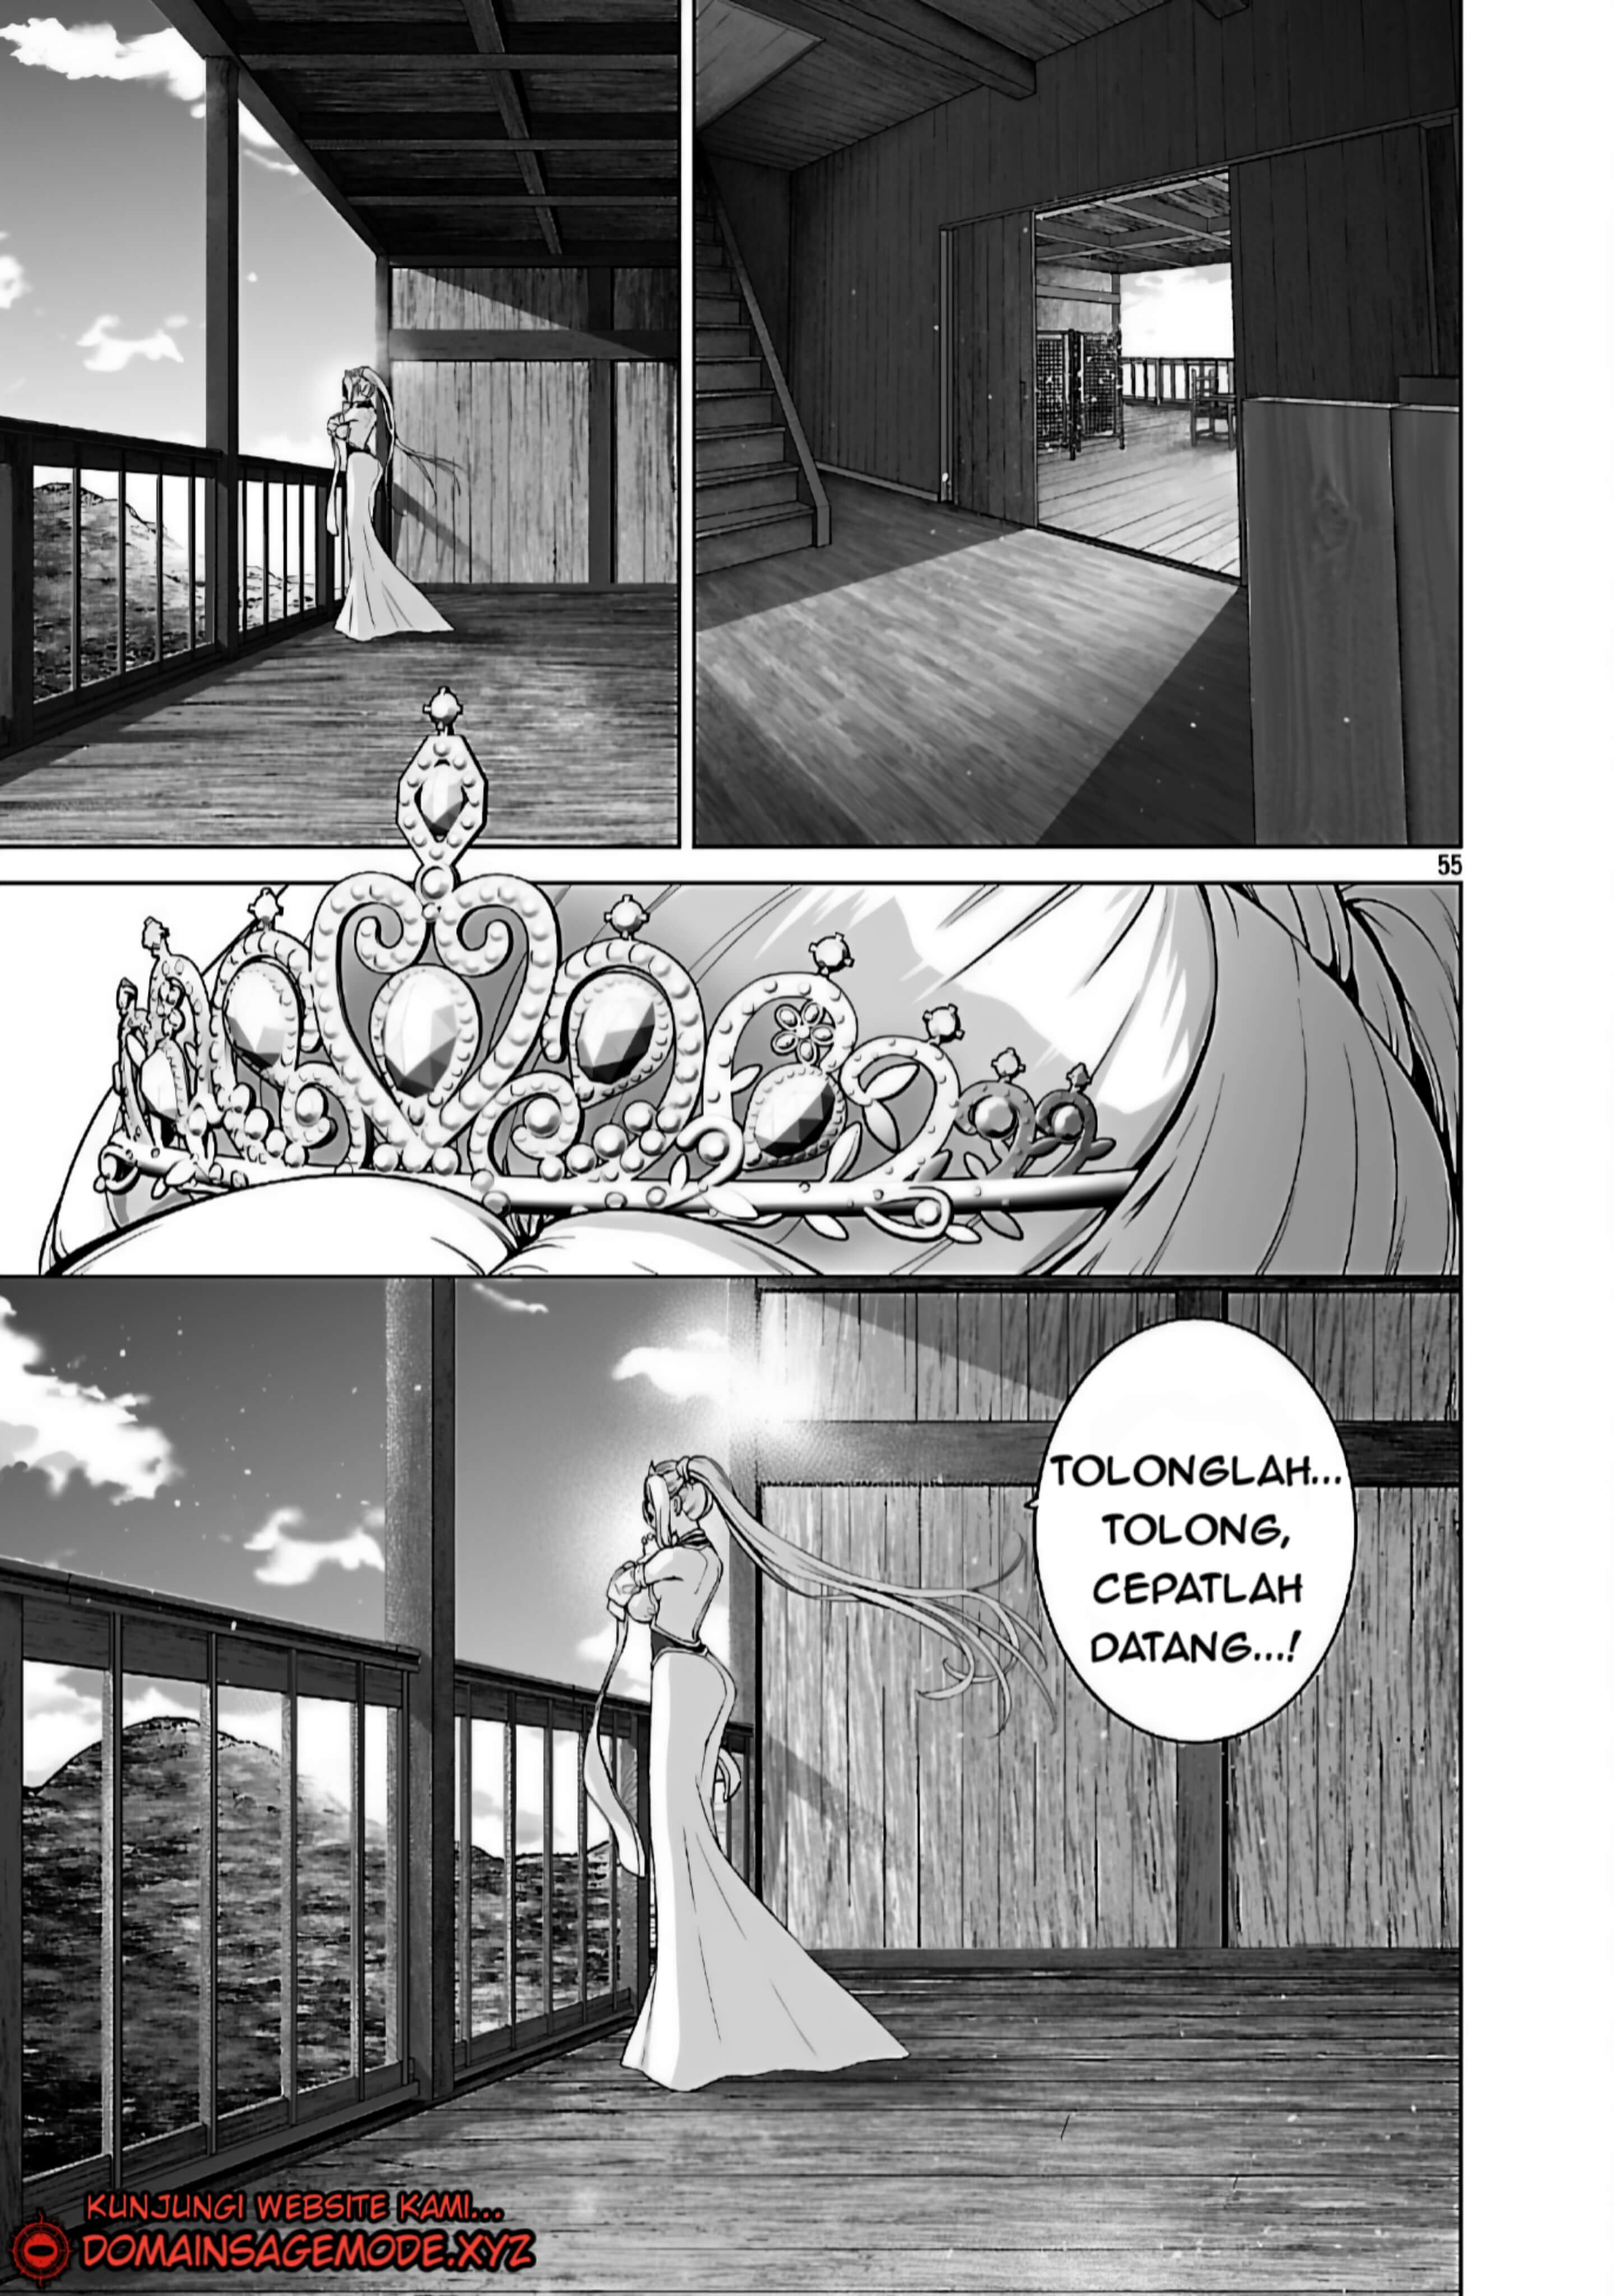 55
TOLONGLAH...
TOLONG,
CEPATLAH
DATANG...!
KUNJUNGI WEBSITE KAMI...
DOMAINSAGEMODE.XYZ